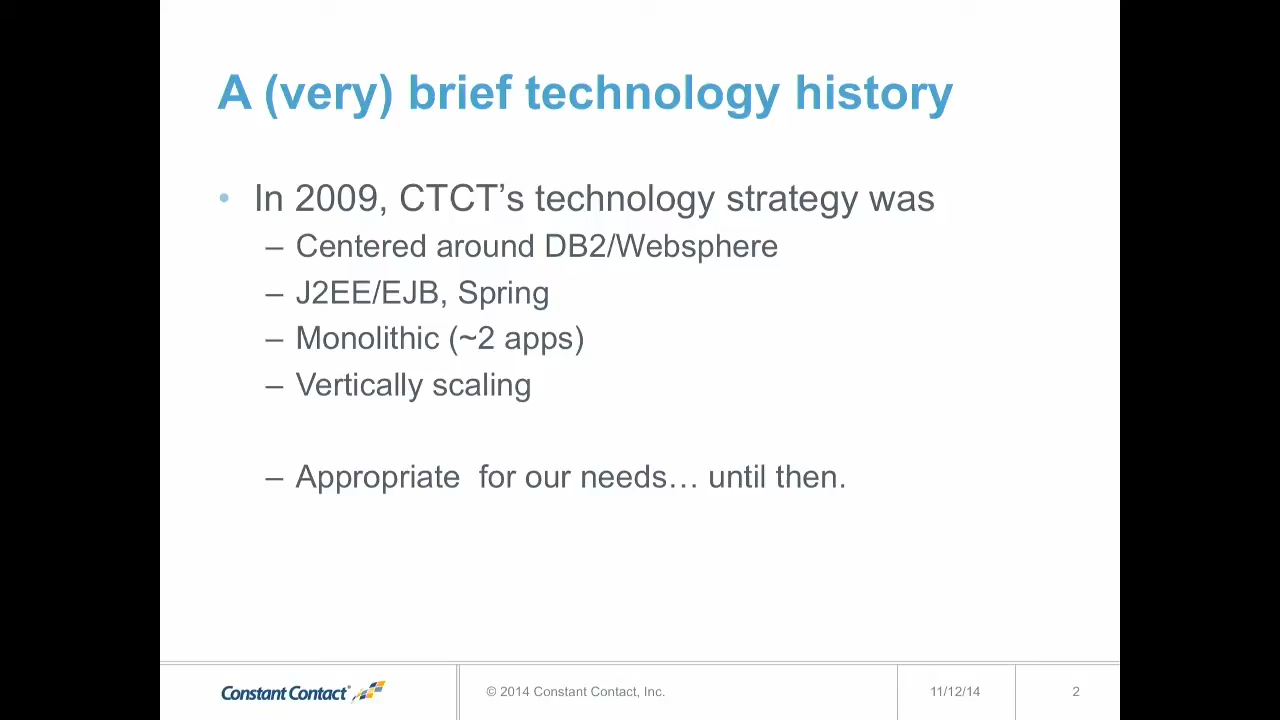 A (very) brief technology history
• In 2009, CTCT’s technology strategy was
– Centered around DB2/Websphere
– J2EE/EJB, Spring
– Monolithic (~2 apps)
– Vertically scaling
– Appropriate  for our needs… until then.
Constant Contact®
© 2014 Constant Contact, Inc.
11/12/14
2